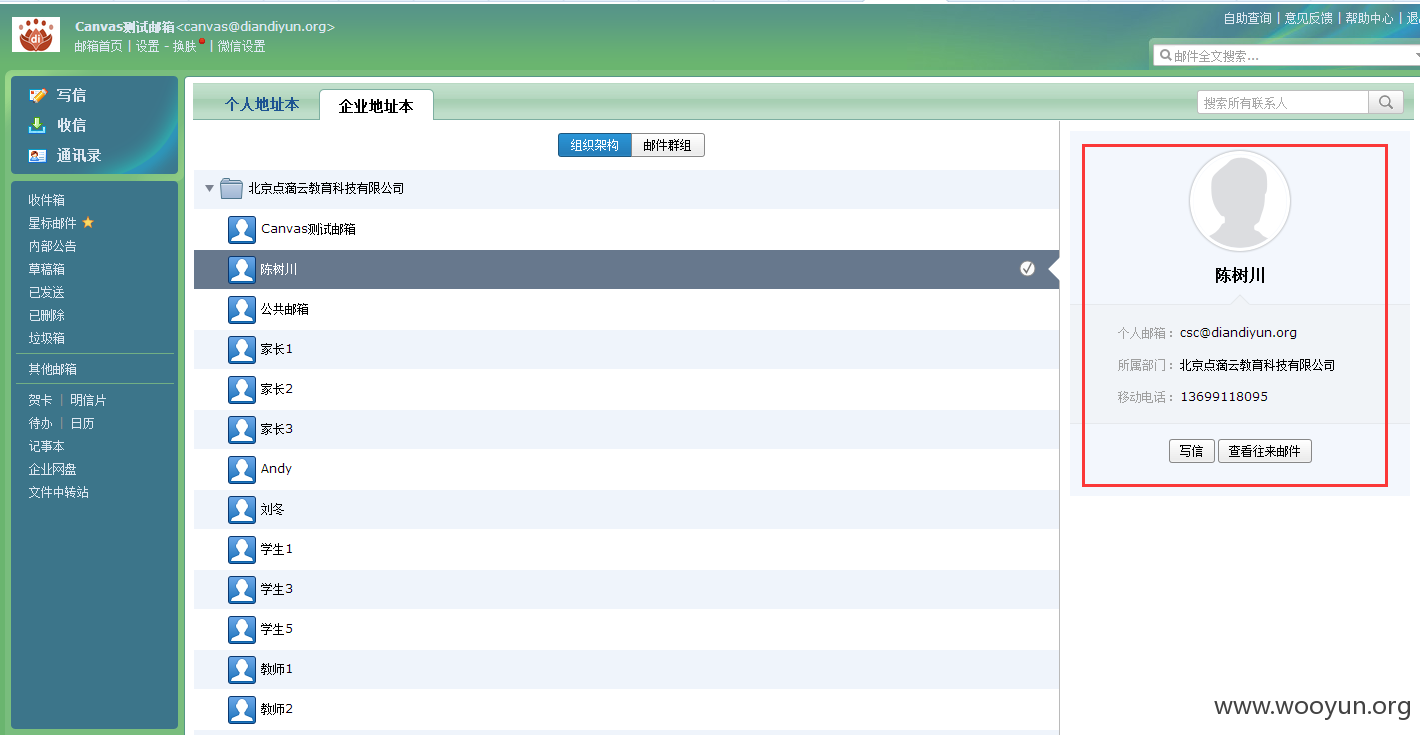 Canvas测试邮箱<canvas@diandiyun.org>
自助查询 | 意见反馈 | 帮助中心 |
邮箱首页 | 设置 - 换肤 | 微信设置
邮件全文搜索...
写信
收信
通讯录
收件箱
星标邮件
内部公告
草稿箱
已发送
已删除
垃圾箱
其他邮箱
贺卡 | 明信片
待办 | 日历
记事本
企业网盘
文件中转站
个人地址本
企业地址本
搜索所有联系人
组织架构
邮件群组
北京点滴云教育科技有限公司
Canvas测试邮箱
陈树川
公共邮箱
家长1
家长2
家长3
Andy
刘冬
学生1
学生3
学生5
教师1
教师2
di
陈树川
个人邮箱：csc@diandiyun.org
所属部门：北京点滴云教育科技有限公司
移动电话：13699118095
写信
查看往来邮件
www.wooyun.org